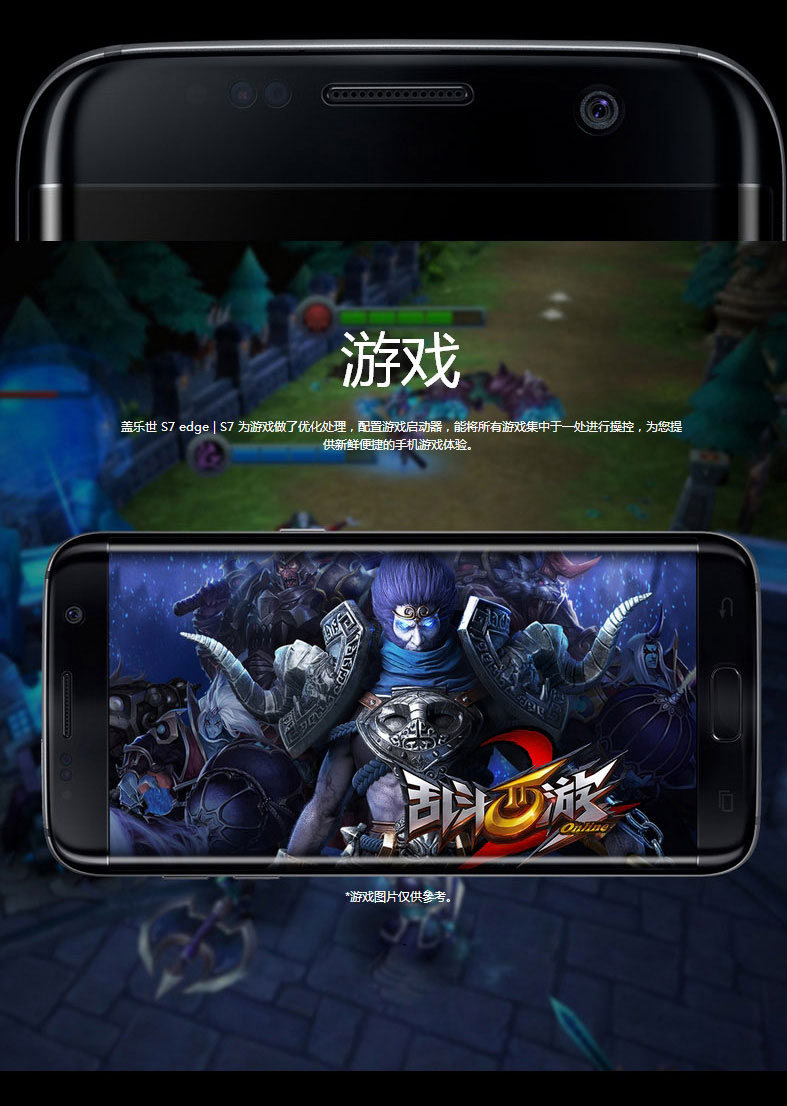 游戏
盖乐世 S7 edge | S7 为游戏做了优化处理，配置游戏启动器，能将所有游戏集中于一处进行操控，为您提
供新鲜便捷的手机游戏体验。
乱斗西游2
Online
*游戏图片仅供参考。